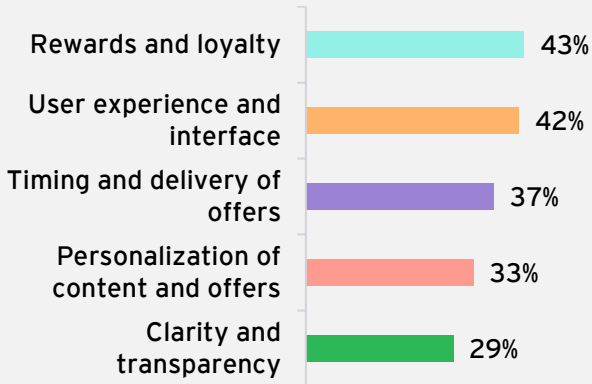 Rewards and loyalty
43%
User experience and
interface
42%
Timing and delivery of
offers
37%
Personalization of
content and offers
33%
Clarity and
transparency
29%